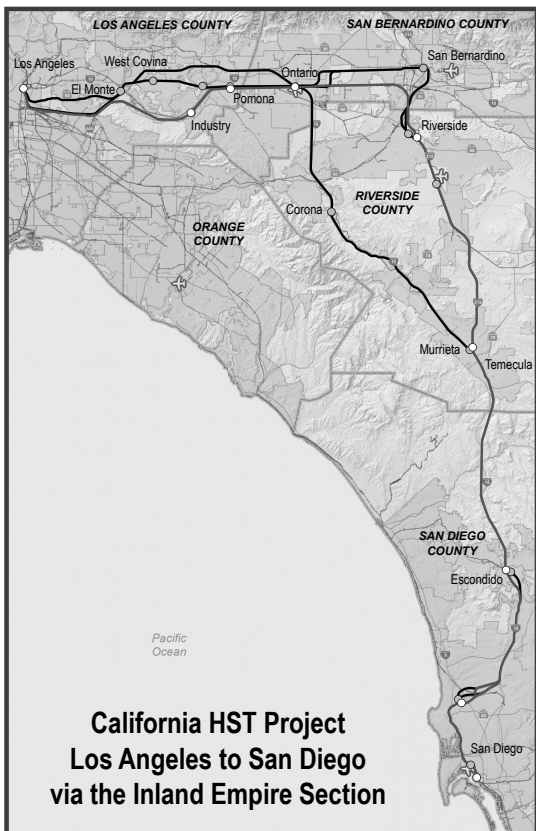 LOS ANGELES COUNTY
SAN BERNARDINO COUNTY
Los Angeles
West Covina
El Monte
Pomona
Ontario
San Bernardino
Industry
Riverside
ORANGE
COUNTY
Corona
RIVERSIDE
COUNTY
Murrieta
Temecula
SAN DIEGO
COUNTY
Escondido
Pacific
Ocean
San Diego
California HST Project
Los Angeles to San Diego
via the Inland Empire Section